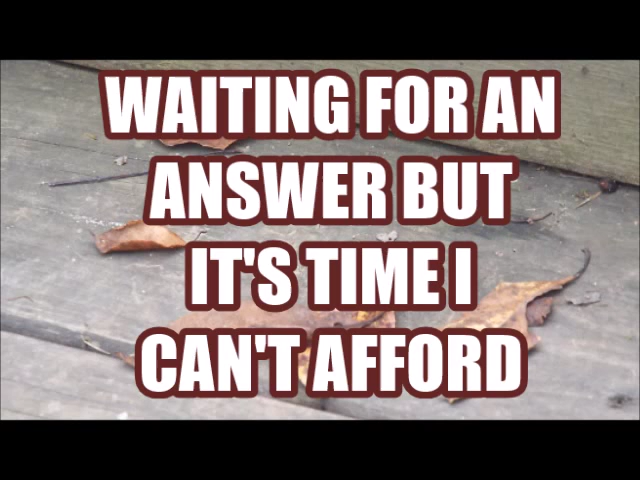 WAITING FOR AN
ANSWER BUT
IT'S TIME I
CAN'T AFFORD